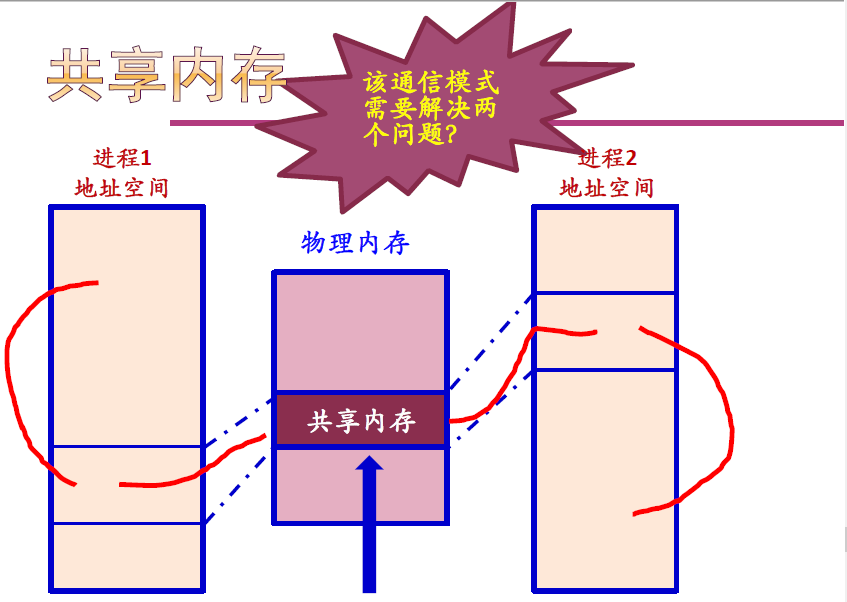 共享内存
该通信模式
需要解决两
个问题?
进程1
地址空间
进程2
地址空间
物理内存
共享内存